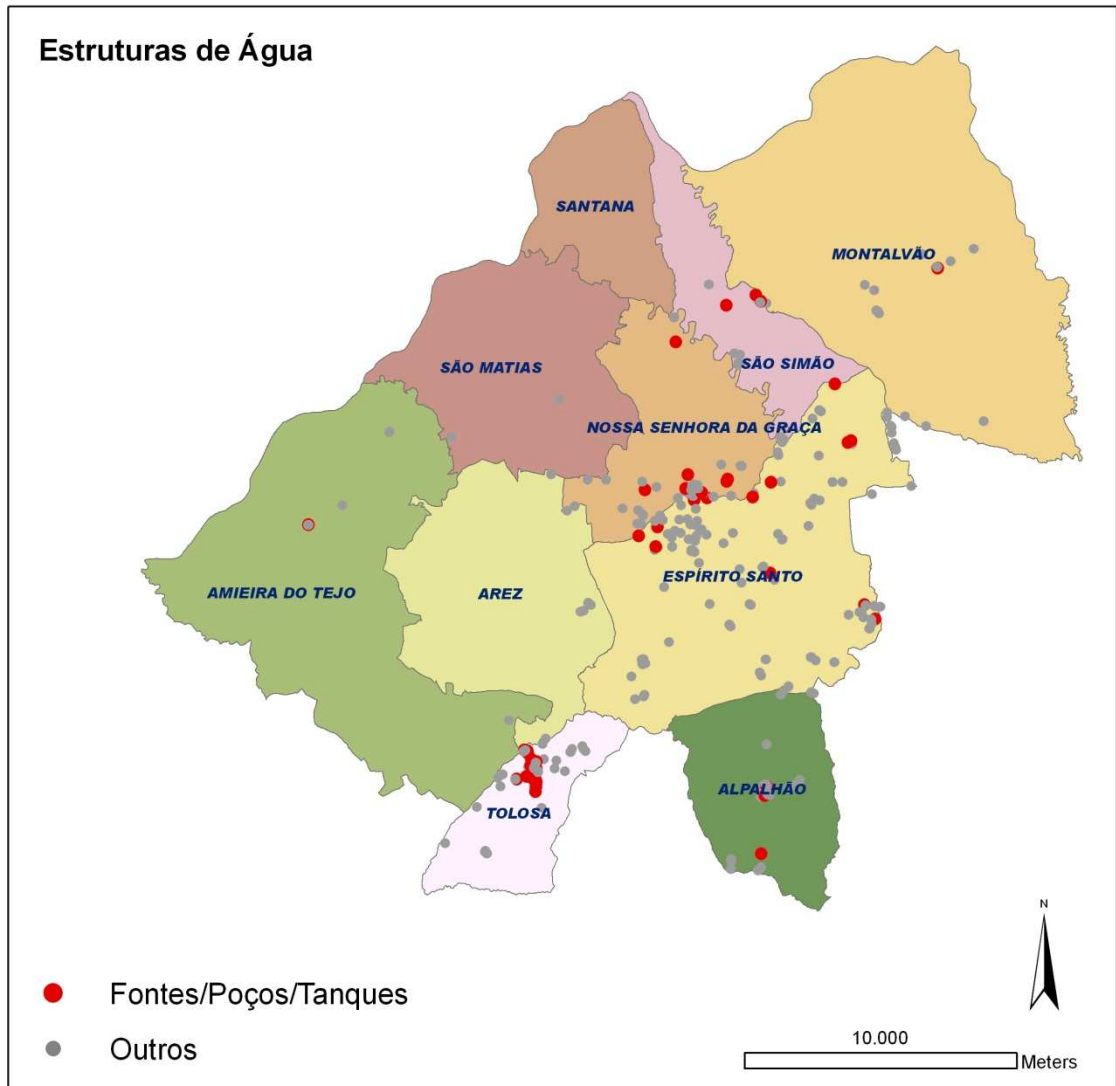 Estruturas de Água
SANTANA
MONTALVÃO
SÃO MATIAS
SÃO SIMÃO
NOSSA SENHORA DA GRAÇA
ESPÍRITO SANTO
AMIEIRA DO TEJO
AREZ
ALPALHÃO
TOLOSA
N
Fontes/Poços/Tanques
Outros
10.000
Meters